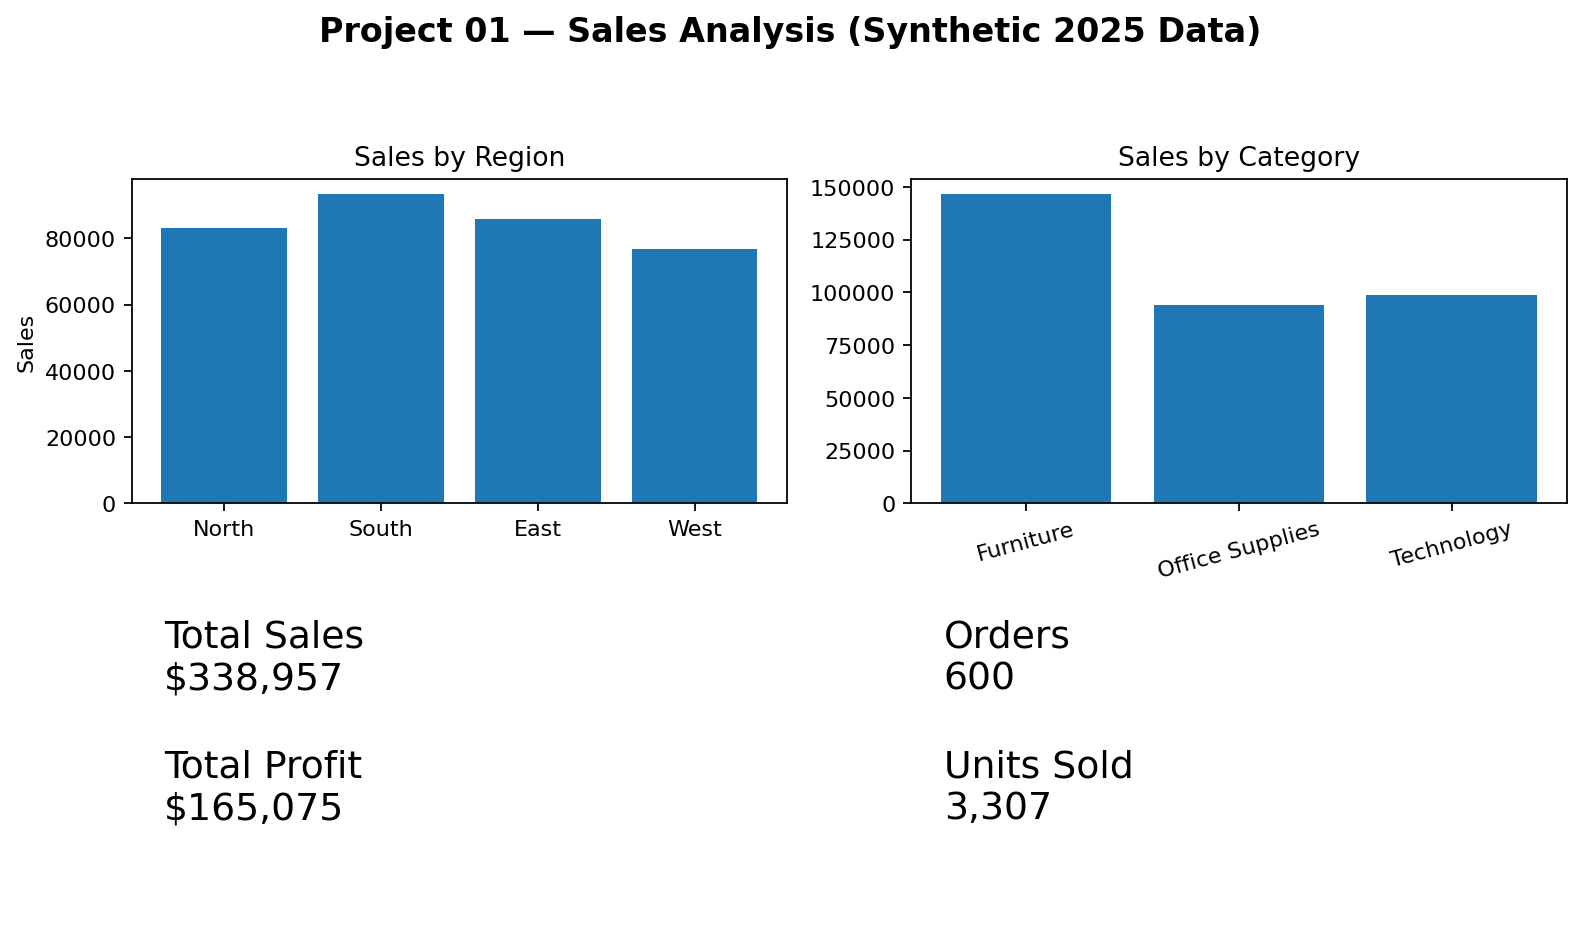 Project 01 — Sales Analysis (Synthetic 2025 Data)
Sales by Region
Sales
80000
60000
40000
20000
0
North
South
East
West
Sales by Category
150000
125000
100000
75000
50000
25000
0
Furniture
Office Supplies
Technology
Total Sales
$338,957
Total Profit
$165,075
Orders
600
Units Sold
3,307